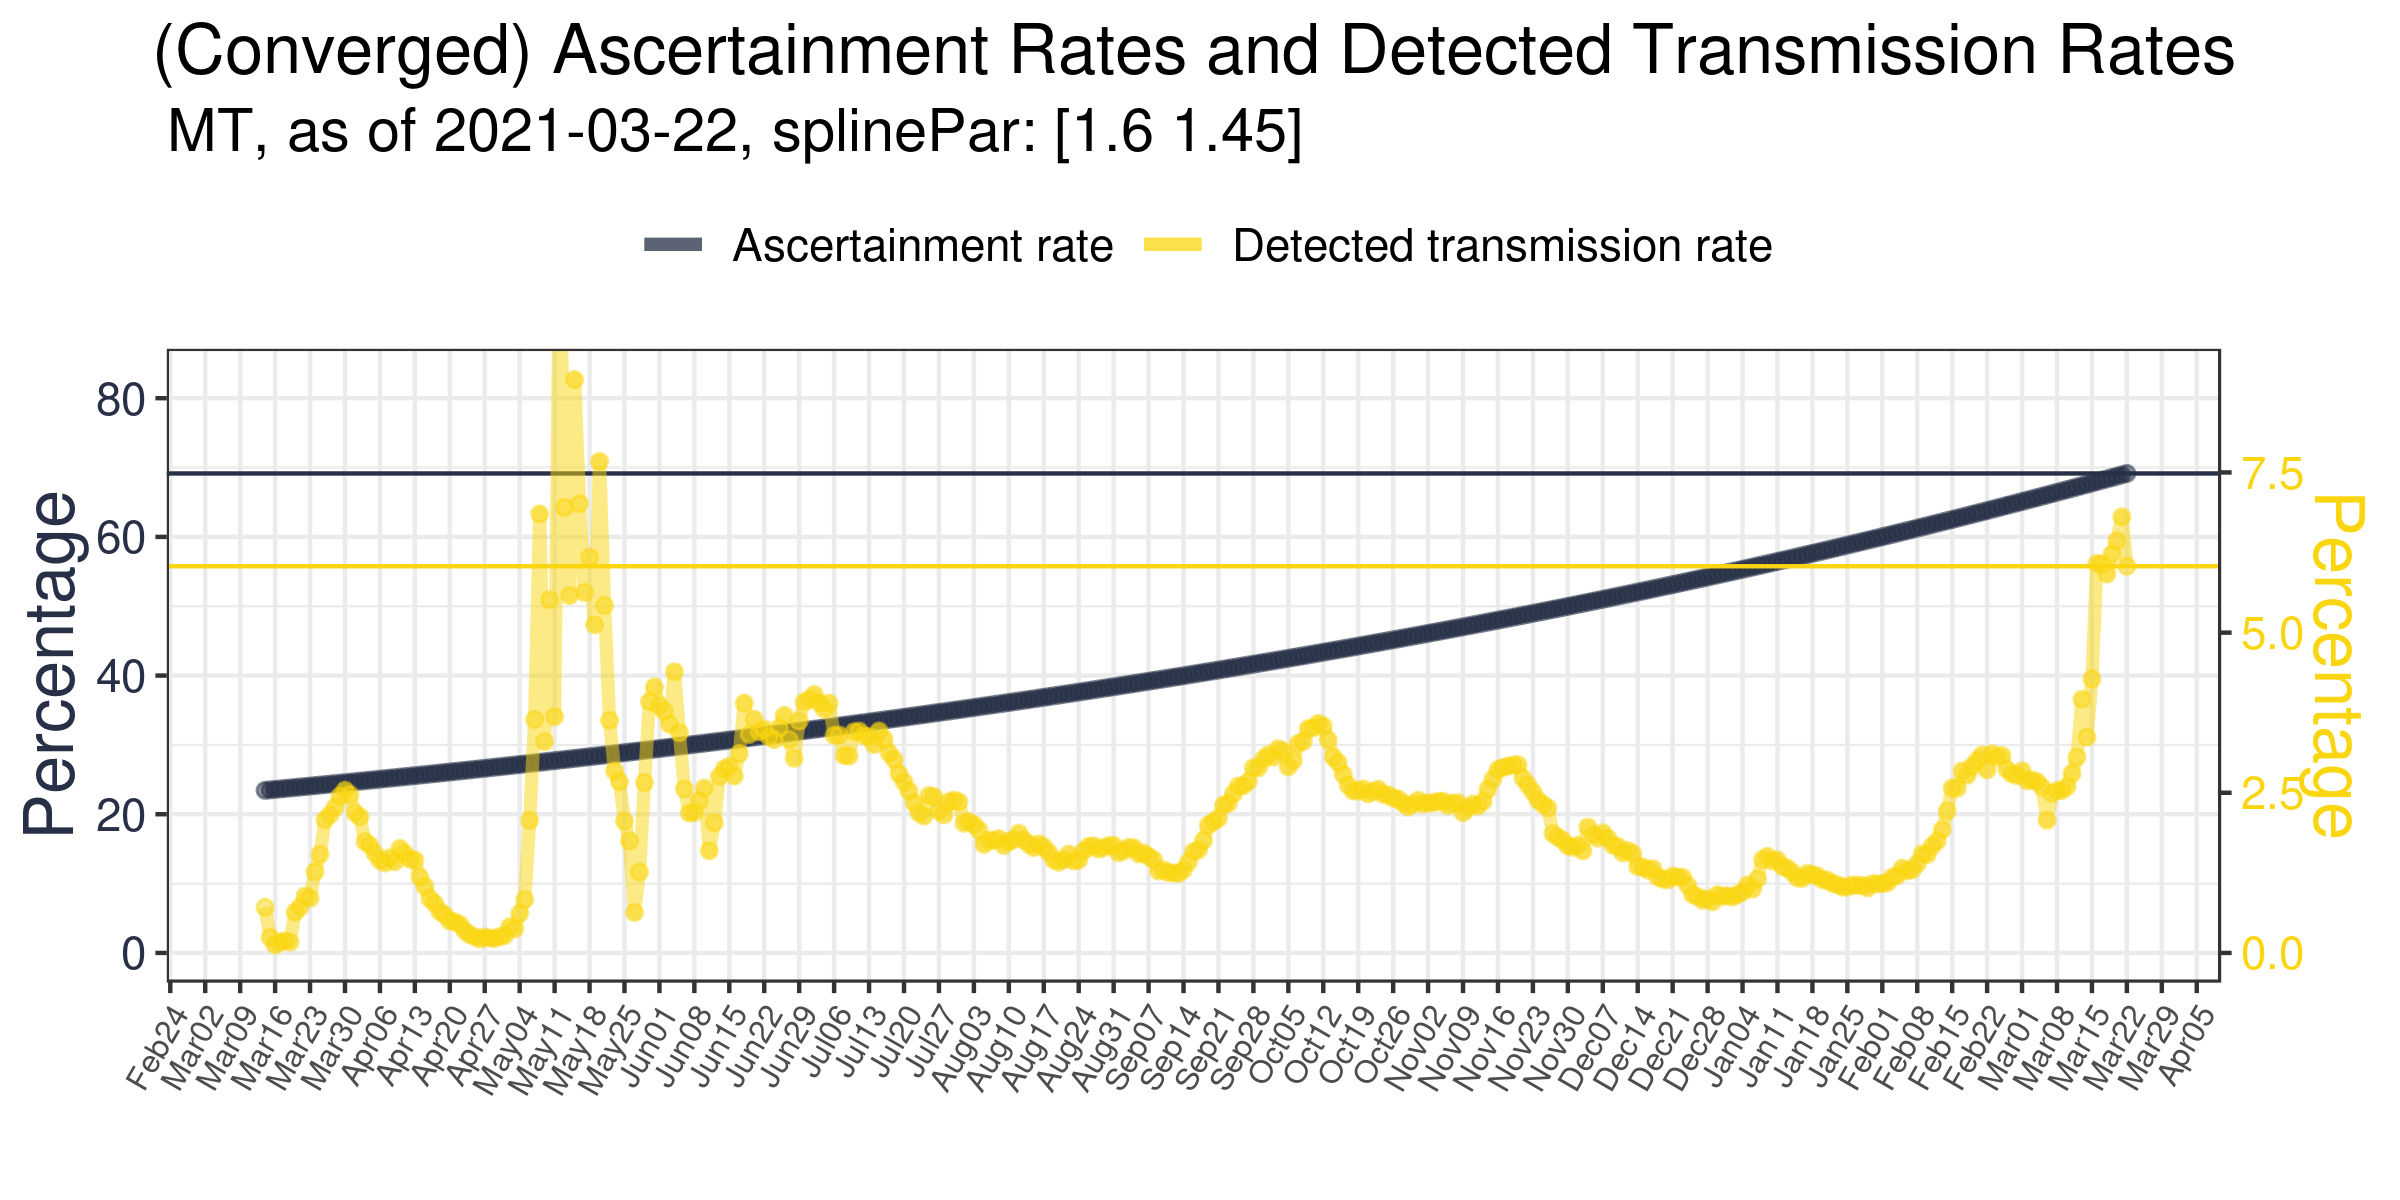 (Converged) Ascertainment Rates and Detected Transmission Rates
MT, as of 2021-03-22, splinePar: [1.6 1.45]
Ascertainment rate
Detected transmission rate
Percentage
80
60
40
20
0
7.5
5.0
2.5
0.0
Percentage
Feb24
Mar02
Mar09
Mar16
Mar23
Mar30
Apr06
Apr13
Apr20
Apr27
May04
May11
May18
May25
Jun01
Jun08
Jun15
Jun22
Jun29
Jul06
Jul13
Jul20
Jul27
Aug03
Aug10
Aug17
Aug24
Aug31
Sep07
Sep14
Sep21
Sep28
Oct05
Oct12
Oct19
Oct26
Nov02
Nov09
Nov16
Nov23
Nov30
Dec07
Dec14
Dec21
Dec28
Jan04
Jan11
Jan18
Jan25
Feb01
Feb08
Feb15
Feb22
Mar01
Mar08
Mar15
Mar22
Mar29
Apr05